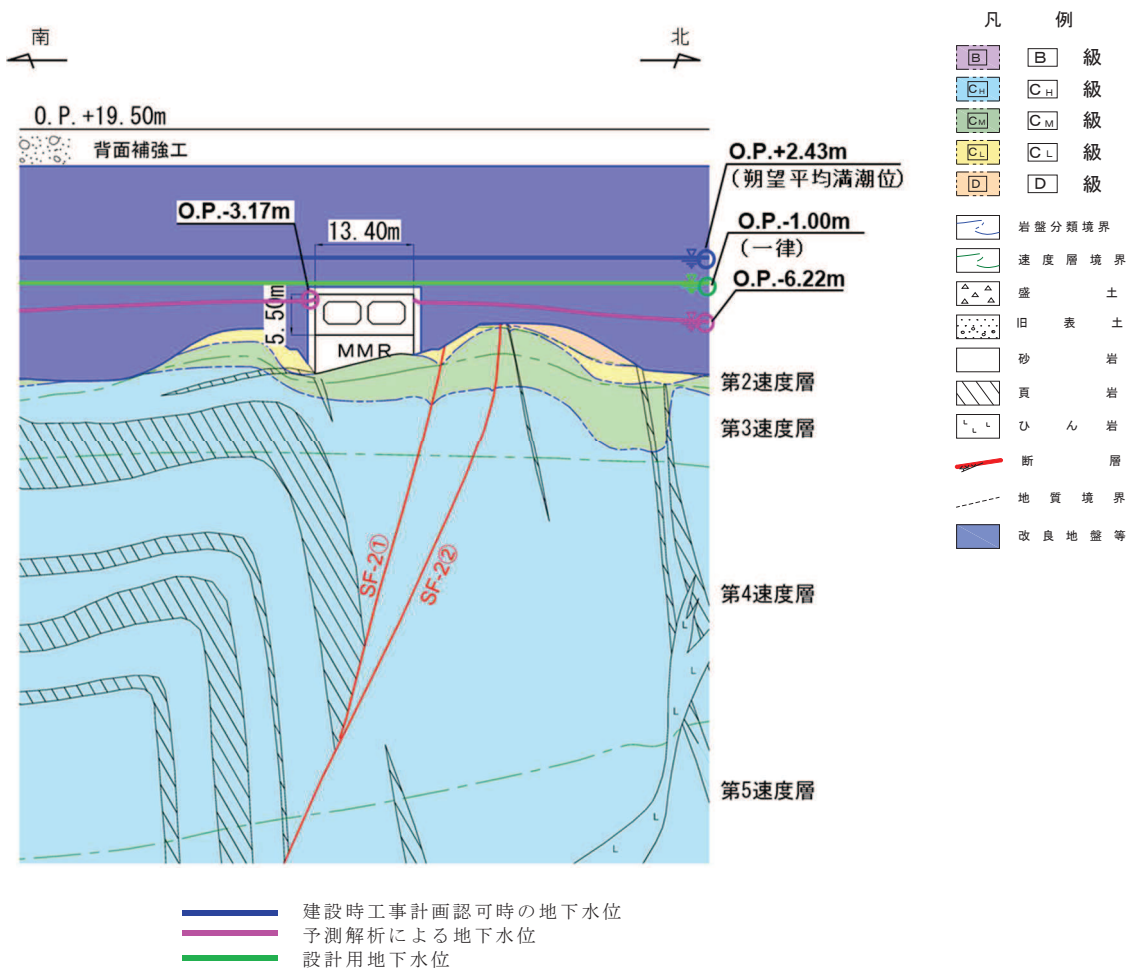 南
北
O.P.+19.50m
背面補強工
O.P.+2.43m
(朔望平均満潮位)
O.P.-3.17m
13.40m
O.P.-1.00m
(一律)
O.P.-6.22m
5.50m
MMR
第2速度層
第3速度層
SF-2①
SF-2②
第4速度層
第5速度層
L
L
L
L
L
建設時工事計画認可時の地下水位
予測解析による地下水位
設計用地下水位
凡 例
B B 級
CH CH 級
CM CM 級
CL CL 級
D D 級
岩盤分類境界
速度層境界
盛土
旧表土
砂岩
頁岩
L L L ひん岩
断層
地質境界
改良地盤等